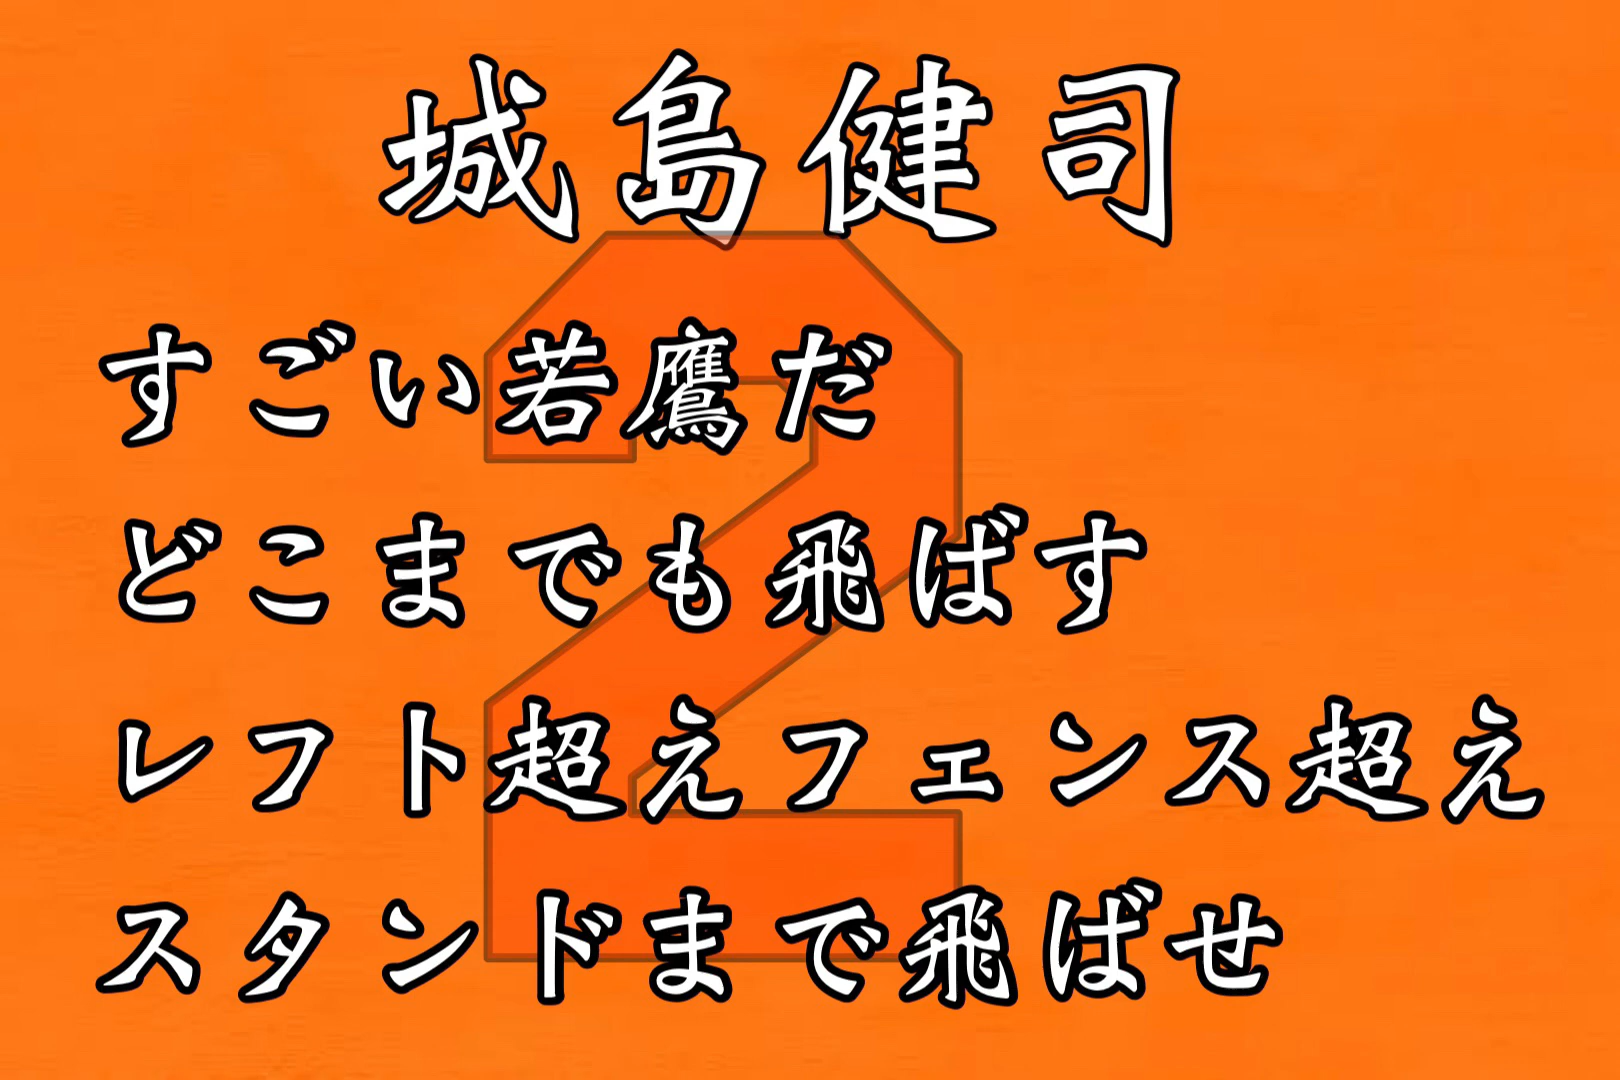 城島健司
2
すごい若鷹だ
どこまでも飛ばす
レフト超えフェンス超え
スタンドまで飛ばせ